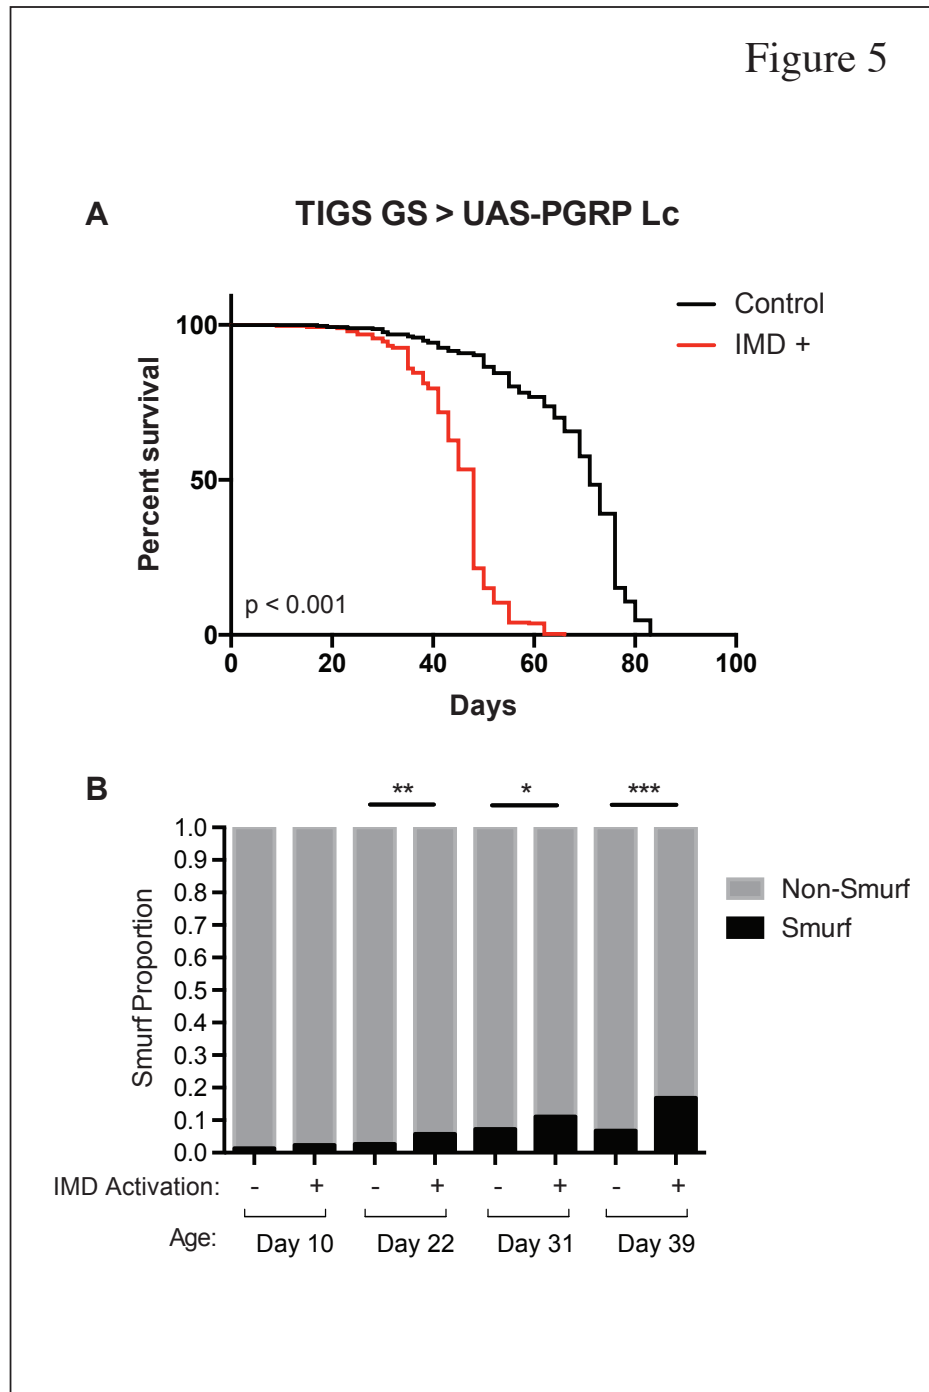 Figure 5
A
TIGS GS > UAS-PGRP Lc
Control
IMD +
Percent survival
100
50
0
p < 0.001
0 20 40 60 80 100
Days
B
** * ***
Smurf Proportion
1.0
0.9
0.8
0.7
0.6
0.5
0.4
0.3
0.2
0.1
0.0
Non-Smurf
Smurf
IMD Activation: - + - + - + - +
Age: Day 10 Day 22 Day 31 Day 39